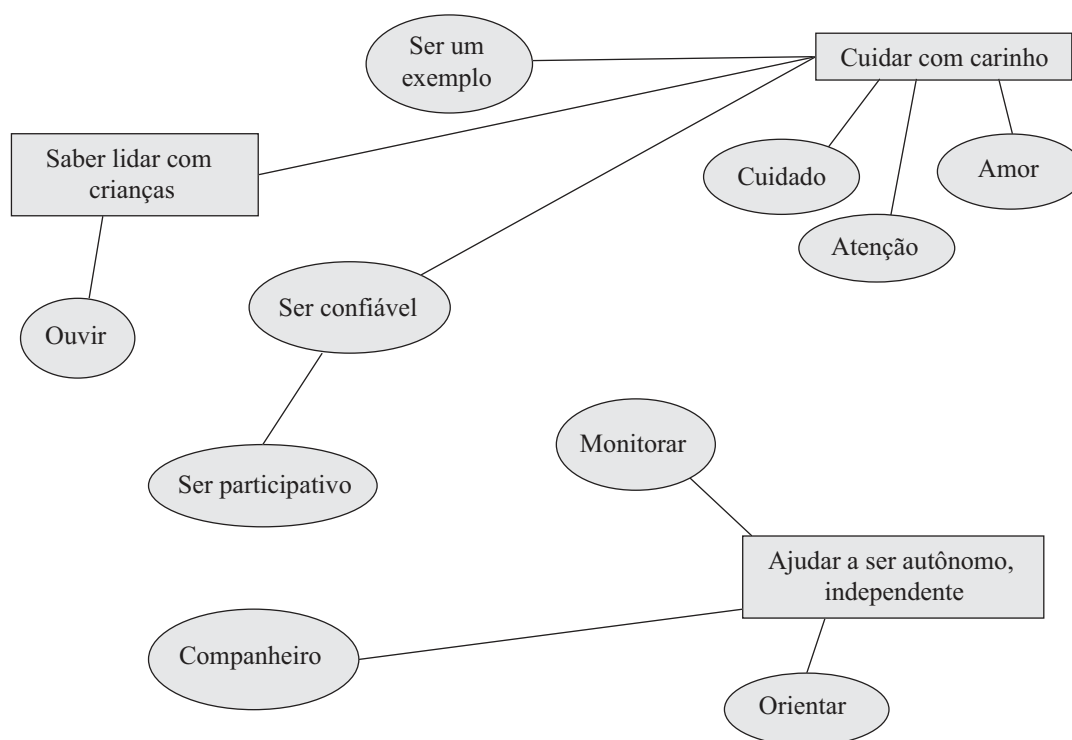 Ser um
exemplo
Cuidar com carinho
Saber lidar com
crianças
Cuidado
Amor
Atenção
Ser confiável
Ouvir
Monitorar
Ser participativo
Ajudar a ser autônomo,
independente
Companheiro
Orientar